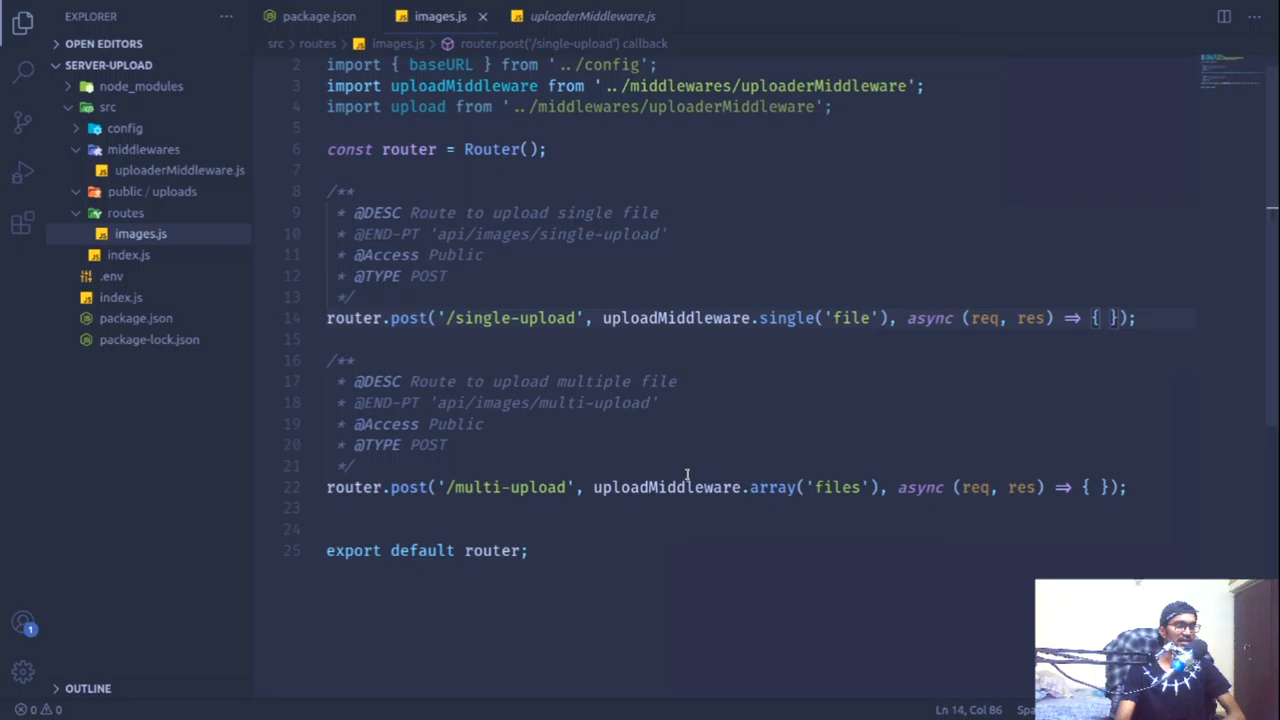 EXPLORER
package.json
images.js
uploaderMiddleware.js
src
routes
images.js
router.post('/single-upload') callback
OPEN EDITORS
SERVER-UPLOAD
node_modules
src
config
middlewares
uploaderMiddleware.js
public / uploads
routes
images.js
index.js
.env
index.js
package.json
package-lock.json
OUTLINE
1
2 import { baseURL } from '../config';
3 import uploadMiddleware from '../middlewares/uploaderMiddleware';
4 import upload from '../middlewares/uploaderMiddleware';
5
6 const router = Router();
7
8 /**
9 * @DESC Route to upload single file
10 * @END-PT 'api/images/single-upload'
11 * @Access Public
12 * @TYPE POST
13 */
14 router.post('/single-upload', uploadMiddleware.single('file'), async (req, res) => { });
15
16 /**
17 * @DESC Route to upload multiple file
18 * @END-PT 'api/images/multi-upload'
19 * @Access Public
20 * @TYPE POST
21 */
22 router.post('/multi-upload', uploadMiddleware.array('files'), async (req, res) => { });
23
24
25 export default router;
0 0
Ln 14, Col 86